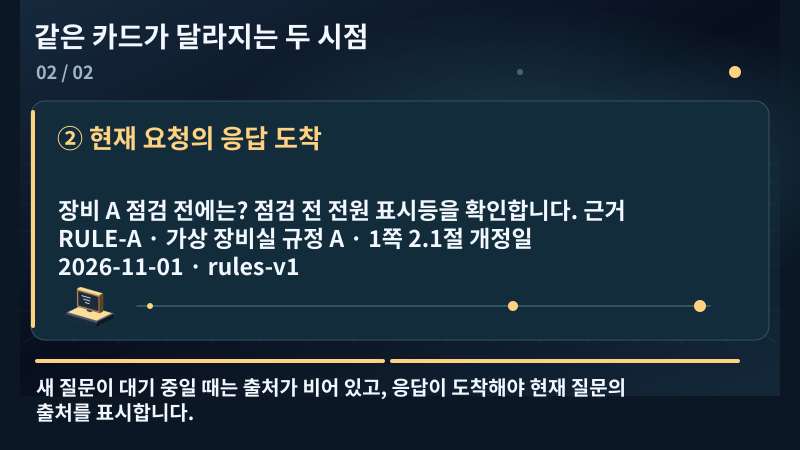 같은 카드가 달라지는 두 시점
02 / 02
② 현재 요청의 응답 도착
장비 A 점검 전에는? 점검 전 전원 표시등을 확인합니다. 근거
RULE-A · 가상 장비실 규정 A · 1쪽 2.1절 개정일
2026-11-01 · rules-v1
새 질문이 대기 중일 때는 출처가 비어 있고, 응답이 도착해야 현재 질문의
출처를 표시합니다.